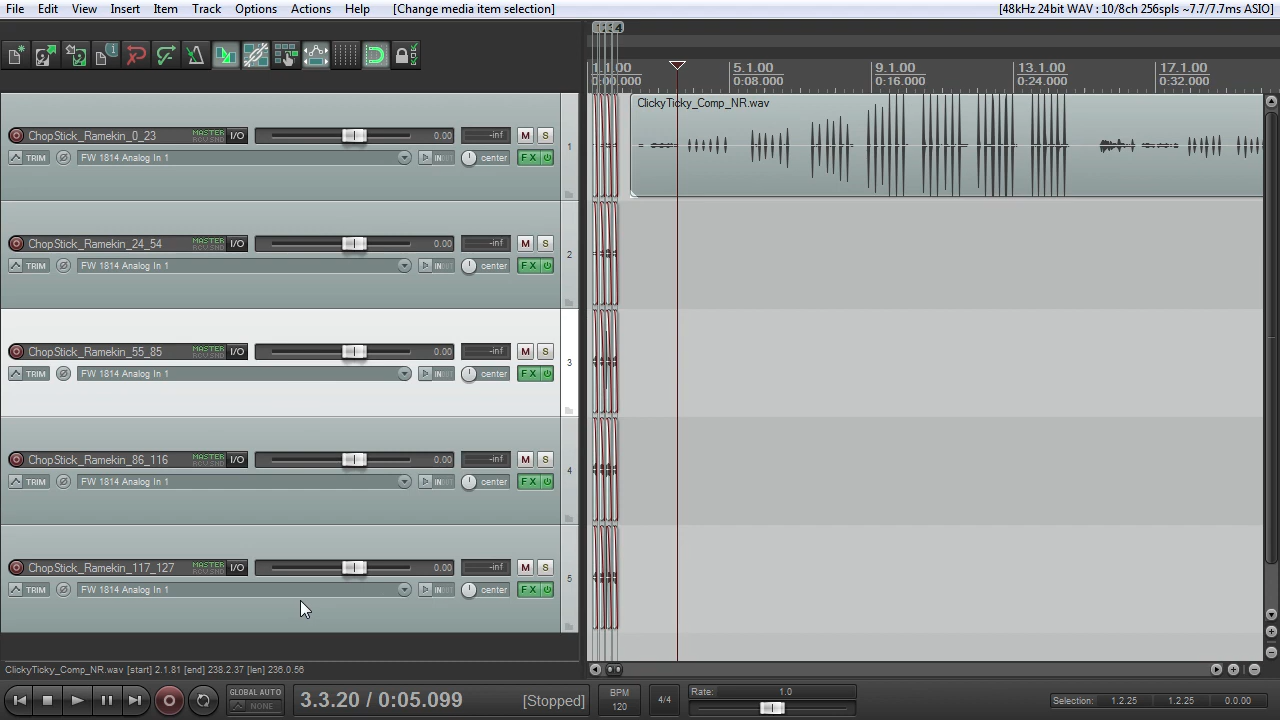 File Edit View Insert Item Track Options Actions Help [Change media item selection] [48kHz 24bit WAV : 10/8ch 256spls ~7.7/7.7ms ASIO]
1.1.00 5.1.00 9.1.00 13.1.00 17.1.00
0:00.000 0:08.000 0:16.000 0:24.000 0:32.000
ClickyTicky_Comp_NR.wav
ChopStick_Ramekin_0_23 MASTER I/O 0.00 -inf M S 1
TRIM FW 1814 Analog In 1 IN center FX
ChopStick_Ramekin_24_54 MASTER I/O 0.00 -inf M S 2
TRIM FW 1814 Analog In 1 IN center FX
ChopStick_Ramekin_55_85 MASTER I/O 0.00 -inf M S 3
TRIM FW 1814 Analog In 1 IN center FX
ChopStick_Ramekin_86_116 MASTER I/O 0.00 -inf M S 4
TRIM FW 1814 Analog In 1 IN center FX
ChopStick_Ramekin_117_127 MASTER I/O 0.00 -inf M S 5
TRIM FW 1814 Analog In 1 IN center FX
ClickyTicky_Comp_NR.wav [start] 2.1.81 [end] 238.2.37 [len] 236.0.56
GLOBAL AUTO
NONE
3.3.20 / 0:05.099 [Stopped]
BPM
120
4/4
Rate: 1.0
Selection: 1.2.25 1.2.25 0.0.00